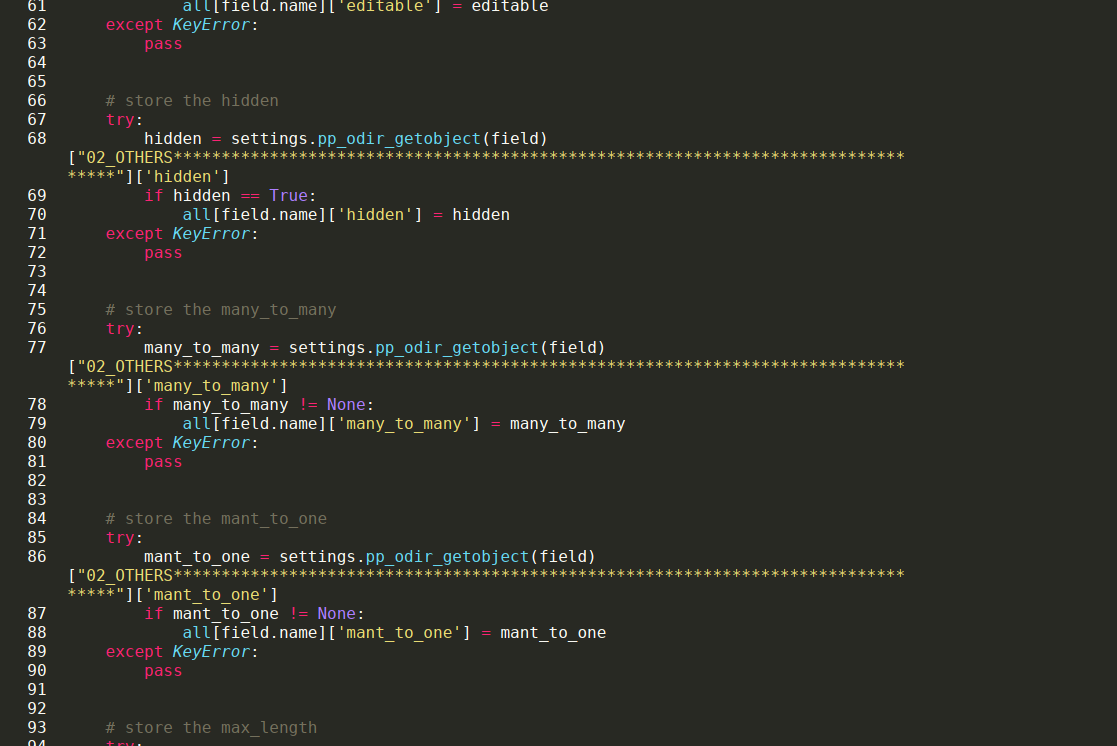 61             all[field.name]['editable'] = editable
62     except KeyError:
63         pass
64
65
66     # store the hidden
67     try:
68         hidden = settings.pp_odir_getobject(field)
["02_OTHERS****************************************************************************
*****"]['hidden']
69         if hidden == True:
70             all[field.name]['hidden'] = hidden
71     except KeyError:
72         pass
73
74
75     # store the many_to_many
76     try:
77         many_to_many = settings.pp_odir_getobject(field)
["02_OTHERS****************************************************************************
*****"]['many_to_many']
78         if many_to_many != None:
79             all[field.name]['many_to_many'] = many_to_many
80     except KeyError:
81         pass
82
83
84     # store the mant_to_one
85     try:
86         mant_to_one = settings.pp_odir_getobject(field)
["02_OTHERS****************************************************************************
*****"]['mant_to_one']
87         if mant_to_one != None:
88             all[field.name]['mant_to_one'] = mant_to_one
89     except KeyError:
90         pass
91
92
93     # store the max_length
94     try: